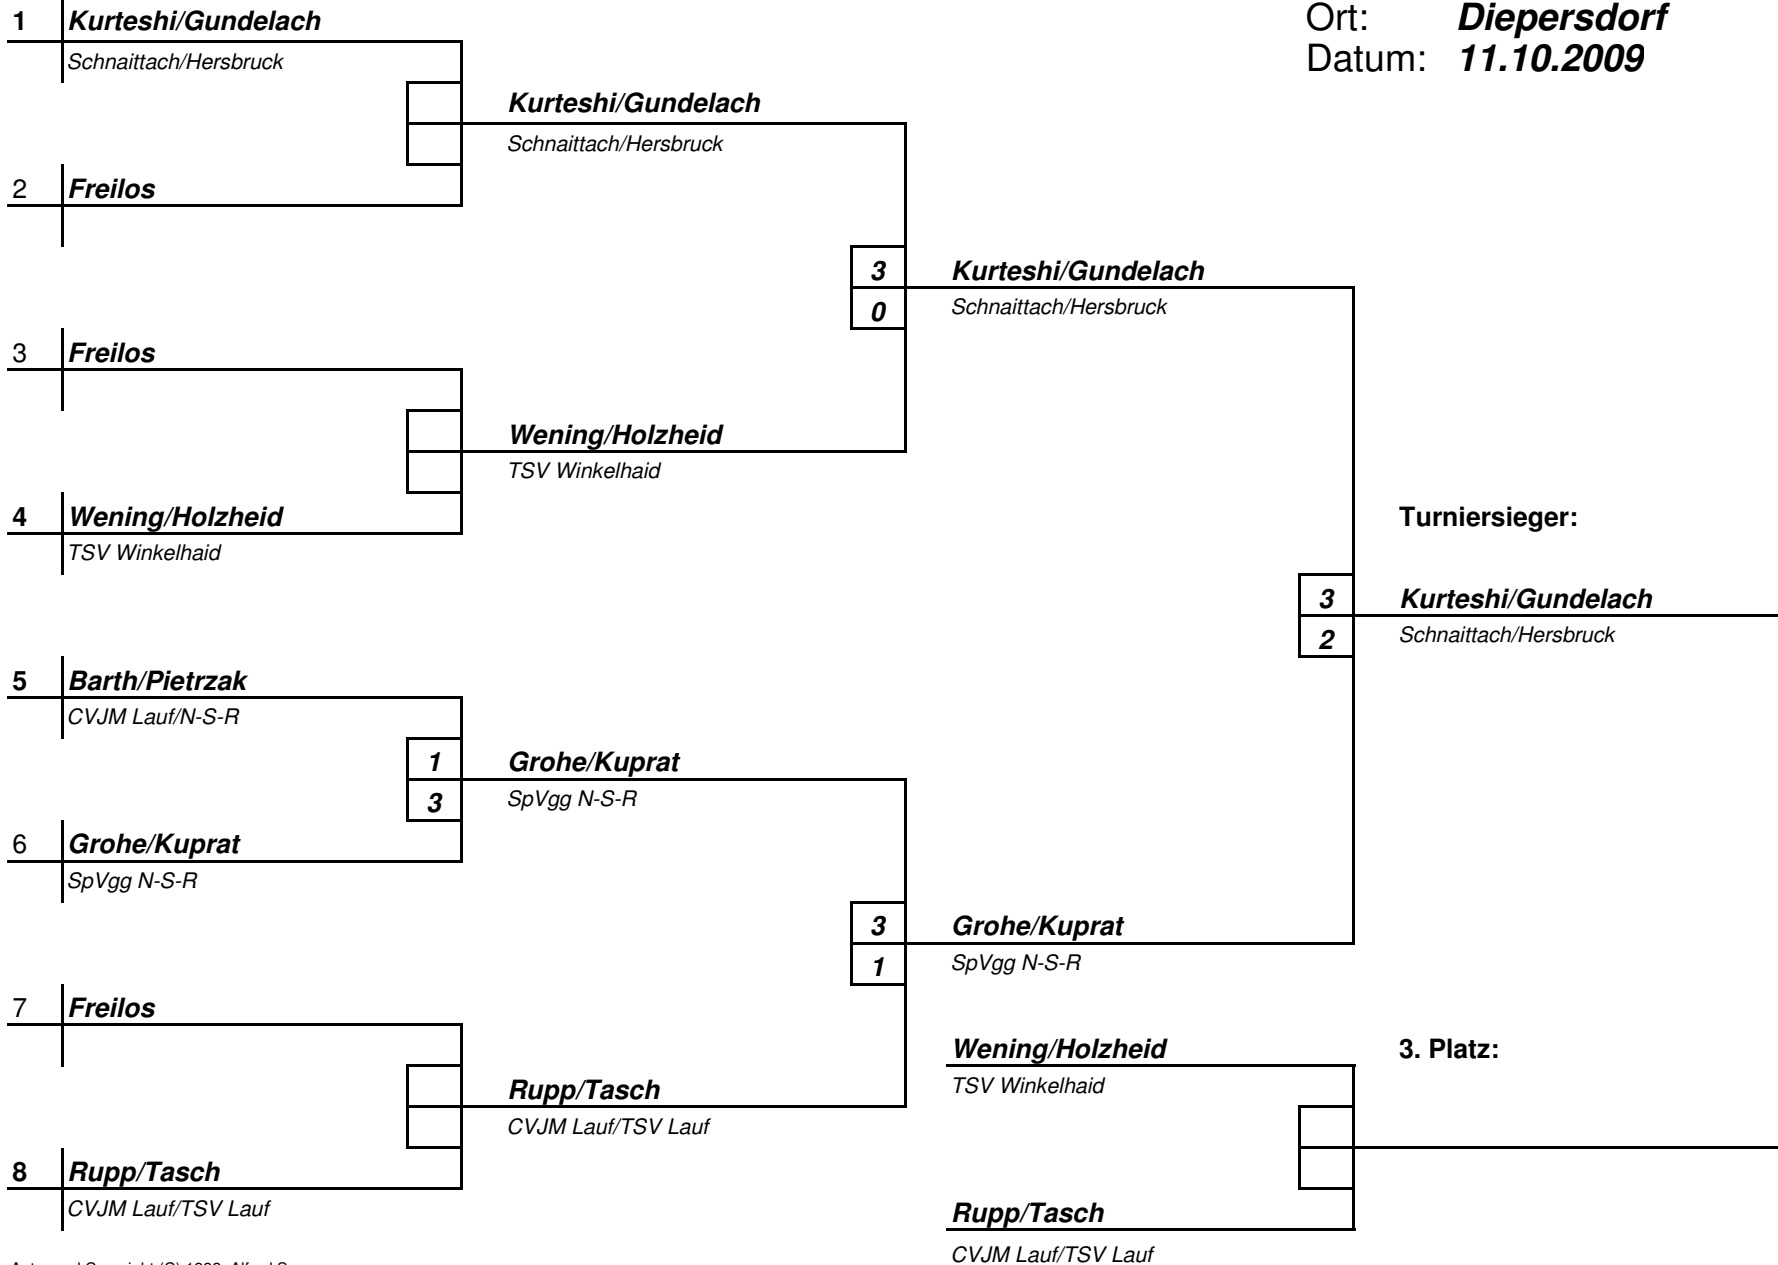 1 Kurteshi/Gundelach
Schnaittach/Hersbruck
Ort: Diepersdorf
Datum: 11.10.2009
Kurteshi/Gundelach
Schnaittach/Hersbruck
2 Freilos
3 Kurteshi/Gundelach
0 Schnaittach/Hersbruck
3 Freilos
Wening/Holzheid
TSV Winkelhaid
4 Wening/Holzheid
TSV Winkelhaid
Turniersieger:
3 Kurteshi/Gundelach
2 Schnaittach/Hersbruck
5 Barth/Pietrzak
CVJM Lauf/N-S-R
1 Grohe/Kuprat
3 SpVgg N-S-R
6 Grohe/Kuprat
SpVgg N-S-R
3 Grohe/Kuprat
1 SpVgg N-S-R
7 Freilos
Wening/Holzheid
TSV Winkelhaid
3. Platz:
Rupp/Tasch
CVJM Lauf/TSV Lauf
8 Rupp/Tasch
CVJM Lauf/TSV Lauf
Rupp/Tasch
CVJM Lauf/TSV Lauf